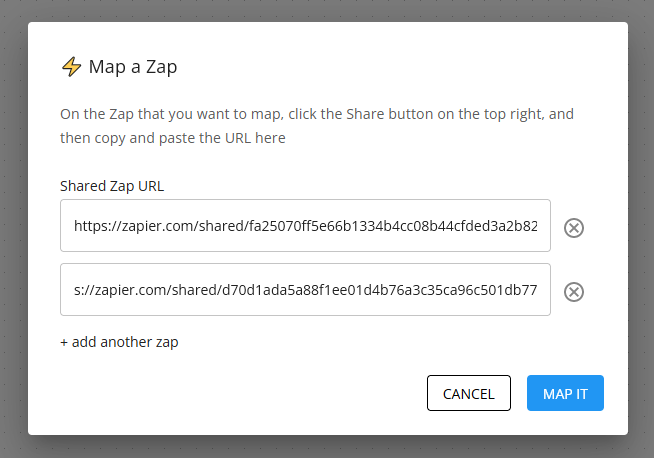 Map a Zap
On the Zap that you want to map, click the Share button on the top right, and
then copy and paste the URL here
Shared Zap URL
https://zapier.com/shared/fa25070ff5e66b1334b4cc08b44cfded3a2b82
s://zapier.com/shared/d70d1ada5a88f1ee01d4b76a3c35ca96c501db77
+ add another zap
CANCEL
MAP IT